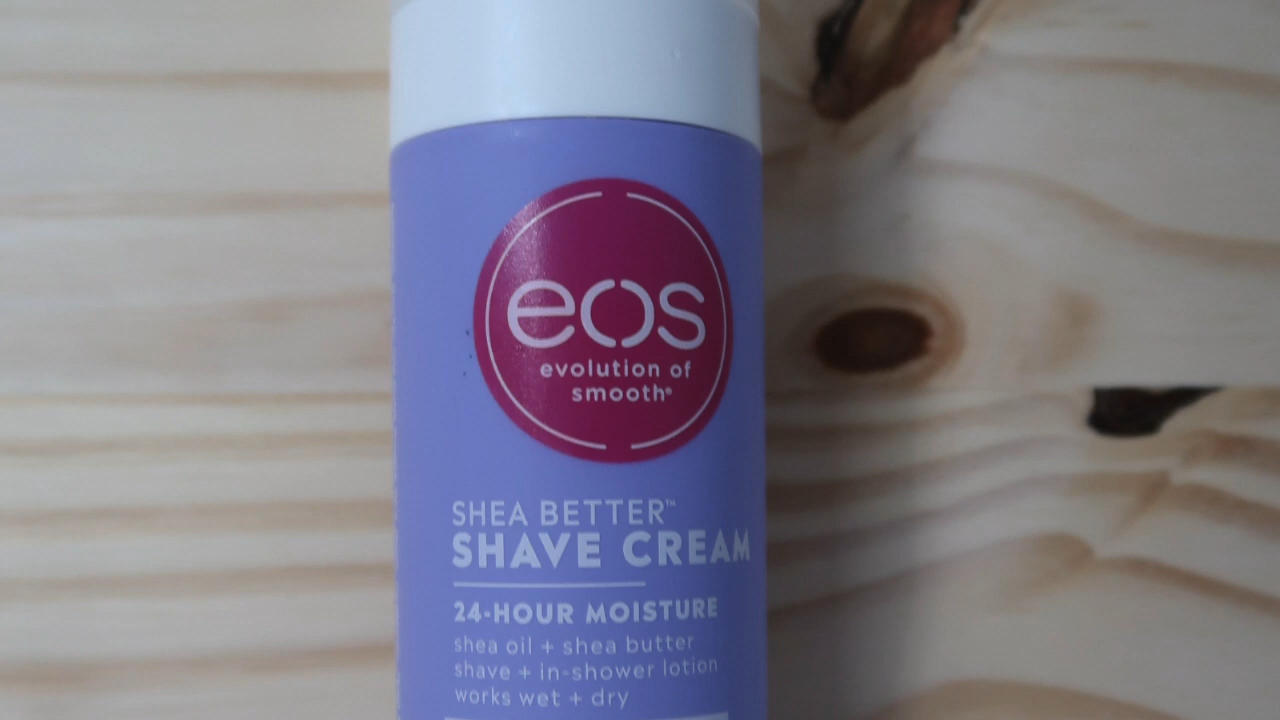 eos
evolution of
smooth®
SHEA BETTER™
SHAVE CREAM
24-HOUR MOISTURE
shea oil + shea butter
shave + in-shower lotion
works wet + dry